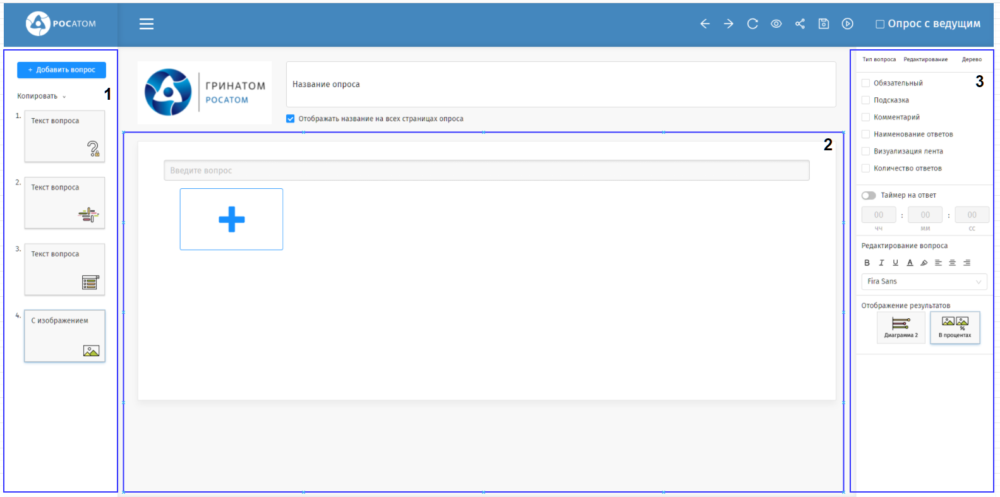 РОСАТОМ
Опрос с ведущим
+ Добавить вопрос
1
Копировать
1.
Текст вопроса
2.
Текст вопроса
3.
Текст вопроса
4.
С изображением
ГРИНАТОМ
РОСАТОМ
Название опроса
Отображать название на всех страницах опроса
2
Введите вопрос
Тип вопроса Редактирование Дерево
3
Обязательный
Подсказка
Комментарий
Наименование ответов
Визуализация лента
Количество ответов
Таймер на ответ
00 : 00 : 00
чч мм сс
Редактирование вопроса
B I U A
Fira Sans
Отображение результатов
%
Диаграмма 2 В процентах